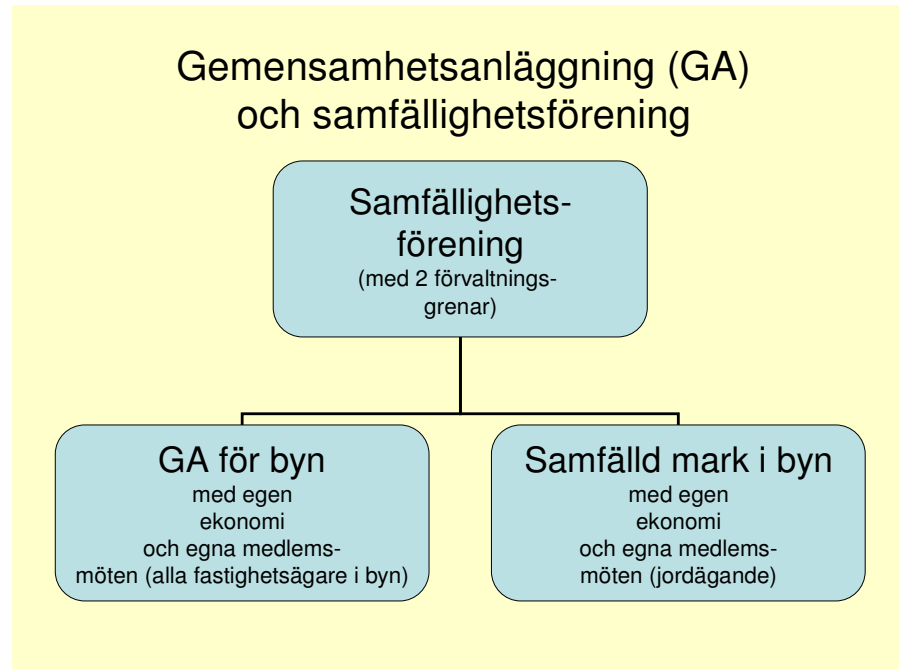 Gemensamhetsanläggning (GA)
och samfällighetsförening
Samfällighets-
förening
(med 2 förvaltnings-
grenar)
GA för byn
med egen
ekonomi
och egna medlems-
möten (alla fastighetsägare i byn)
Samfälld mark i byn
med egen
ekonomi
och egna medlems-
möten (jordägande)